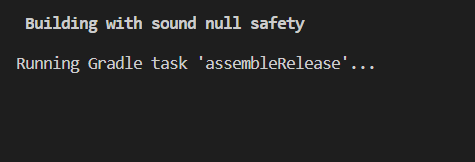 Building with sound null safety
Running Gradle task 'assembleRelease'...